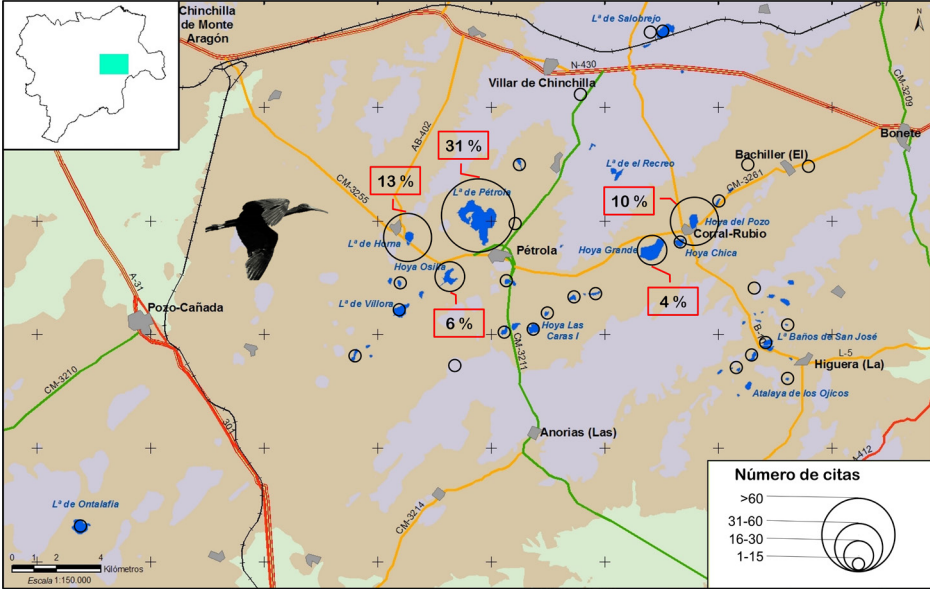 Chinchilla
de Monte
Aragón
Lª de Salobrejo
N
N-430
Villar de Chinchilla
CM-3209
Bonete
AB-402
31 %
13 %
Lª de Pétrola
CM-3255
Lª de el Recreo
Bachiller (El)
CM-3261
10 %
Hoya del Pozo
Corral-Rubio
Lª de Horna
Hoya Grande
Hoya Chica
Pétrola
Hoya Osilla
A-31
Pozo-Cañada
Lª de Villora
6 %
4 %
Hoya Las
Caras I
CM-3211
Lª Baños de San José
L-5
Higuera (La)
CM-3210
Atalaya de los Ojicos
301
Anorias (Las)
A-412
CM-3214
Lª de Ontalafia
Número de citas
>60
31-60
16-30
1-15
0 1 2 4
Kilómetros
Escala 1:150.000